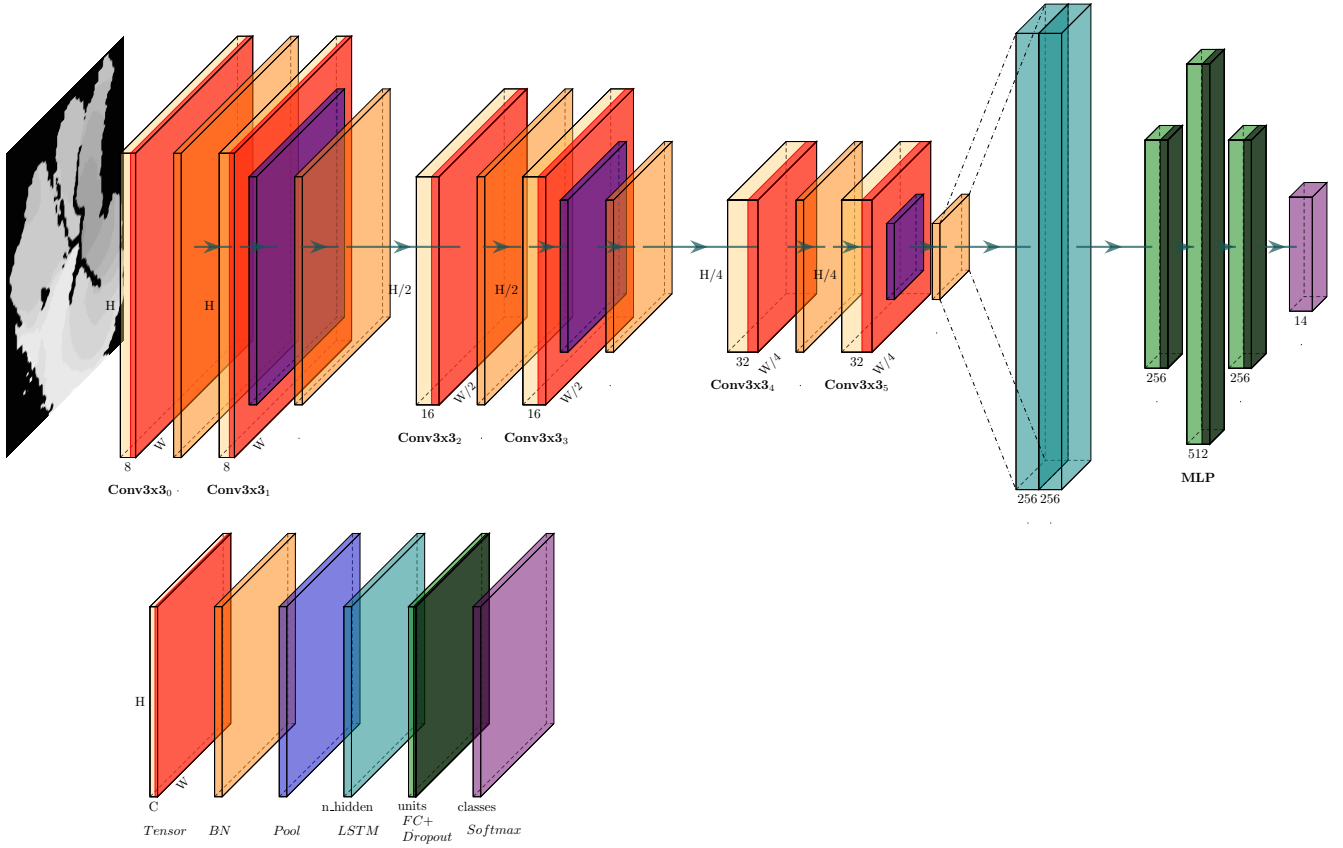 H
H
H/2
H/2
H/4
H/4
8
W
8
W
16
W/2
16
W/2
32
W/4
32
W/4
256 256
256
512
256
14
Conv3x3₀
Conv3x3₁
Conv3x3₂
Conv3x3₃
Conv3x3₄
Conv3x3₅
MLP
H
W
C
n_hidden
units
classes
Tensor
BN
Pool
LSTM
FC+
Dropout
Softmax